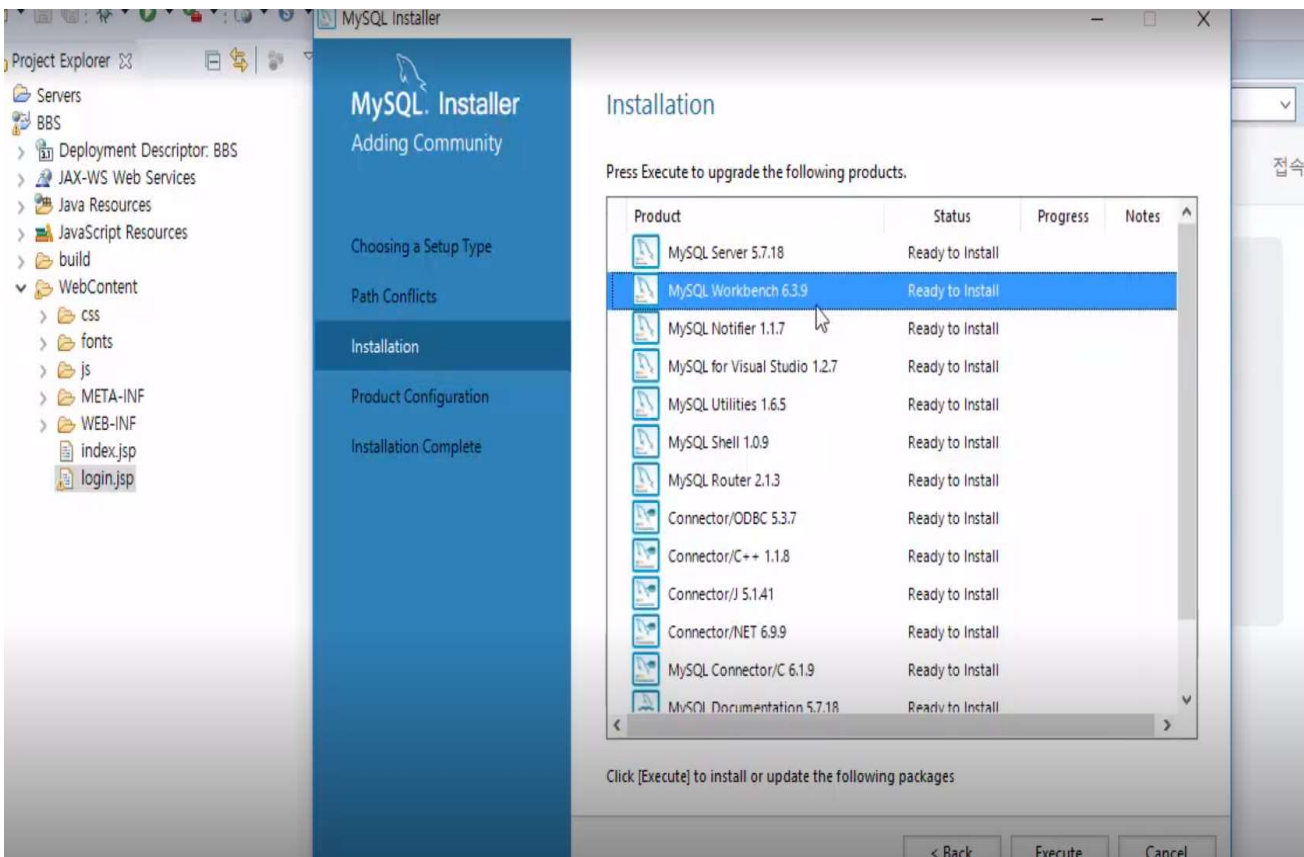 MySQL Installer
Project Explorer
Servers
BBS
Deployment Descriptor: BBS
JAX-WS Web Services
Java Resources
JavaScript Resources
build
WebContent
css
fonts
js
META-INF
WEB-INF
index.jsp
login.jsp
MySQL. Installer
Adding Community
Choosing a Setup Type
Path Conflicts
Installation
Product Configuration
Installation Complete
Installation
Press Execute to upgrade the following products.
Product Status Progress Notes
MySQL Server 5.7.18 Ready to Install
MySQL Workbench 6.3.9 Ready to Install
MySQL Notifier 1.1.7 Ready to Install
MySQL for Visual Studio 1.2.7 Ready to Install
MySQL Utilities 1.6.5 Ready to Install
MySQL Shell 1.0.9 Ready to Install
MySQL Router 2.1.3 Ready to Install
Connector/ODBC 5.3.7 Ready to Install
Connector/C++ 1.1.8 Ready to Install
Connector/J 5.1.41 Ready to Install
Connector/NET 6.9.9 Ready to Install
MySQL Connector/C 6.1.9 Ready to Install
MySQL Documentation 5.7.18 Ready to Install
Click [Execute] to install or update the following packages
< Back Execute Cancel
접속